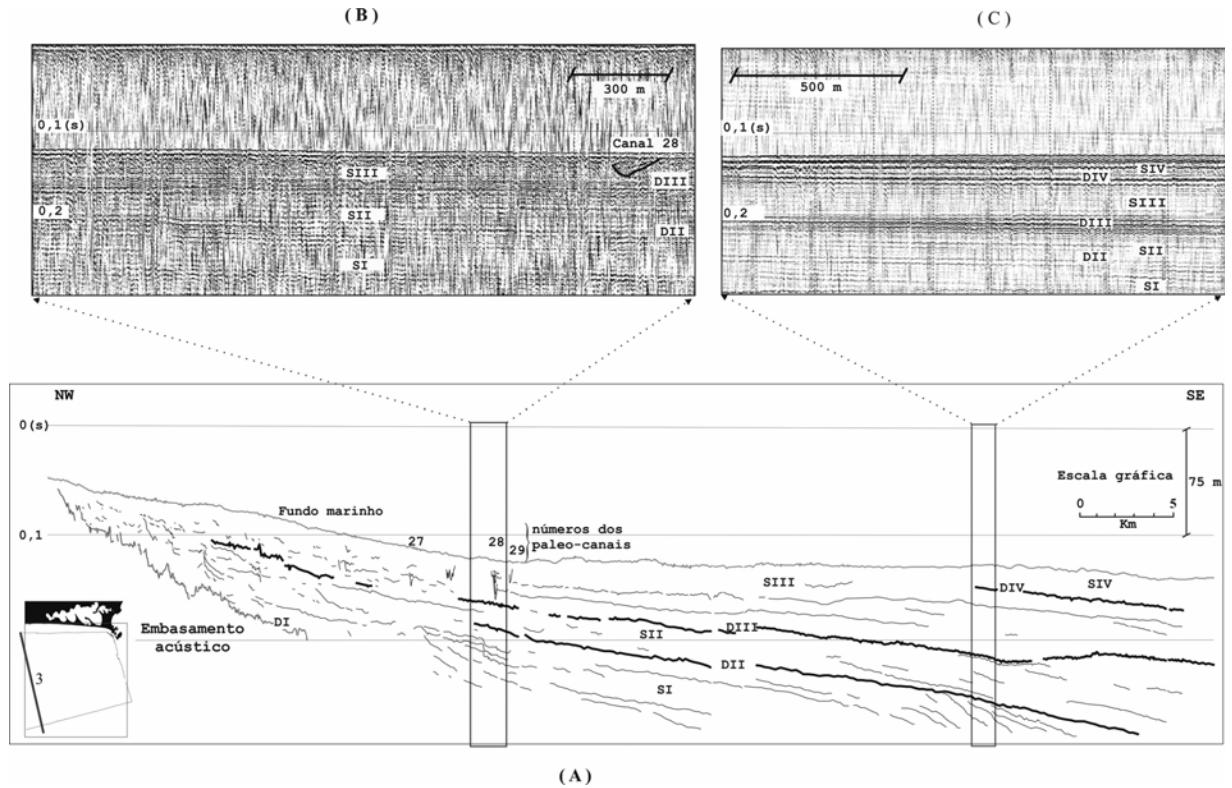 ( B )
300 m
0,1(s)
Canal 28
SIII
DIII
0,2
SII
DII
SI
( C )
500 m
0,1(s)
SIV
DIV
SIII
0,2
DIII
SII
DII
SI
NW
SE
0(s)
Escala gráfica
0 5
Km
75 m
Fundo marinho
27
28
29
números dos
paleo-canais
0,1
SIII
DIV
SIV
DI
Embasamento
acústico
SII
DIII
DII
SI
3
( A )